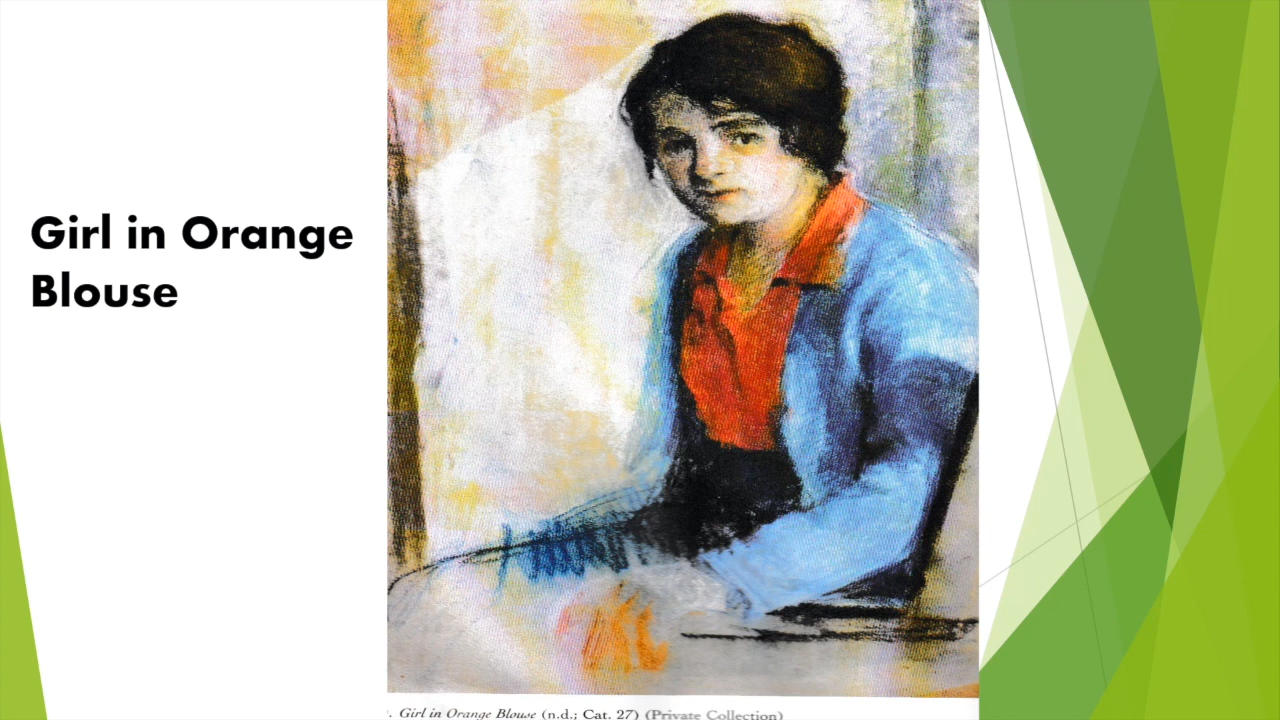 Girl in Orange
Blouse
. Girl in Orange Blouse (n.d.; Cat. 27) (Private Collection)